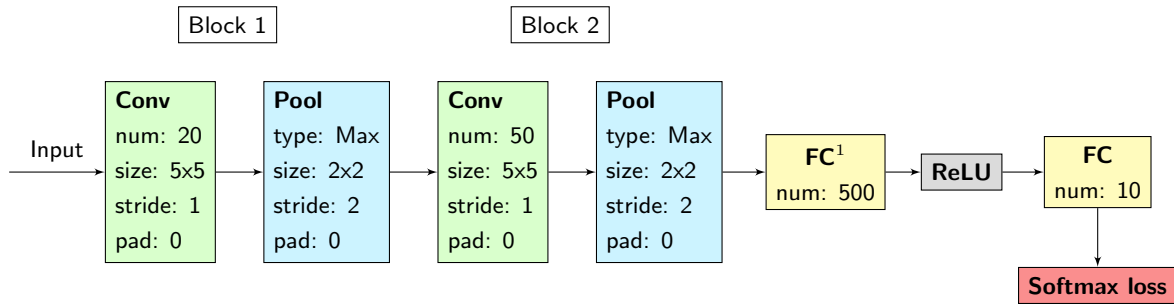 Block 1
Block 2
Input
Conv
num: 20
size: 5x5
stride: 1
pad: 0
Pool
type: Max
size: 2x2
stride: 2
pad: 0
Conv
num: 50
size: 5x5
stride: 1
pad: 0
Pool
type: Max
size: 2x2
stride: 2
pad: 0
FC¹
num: 500
ReLU
FC
num: 10
Softmax loss